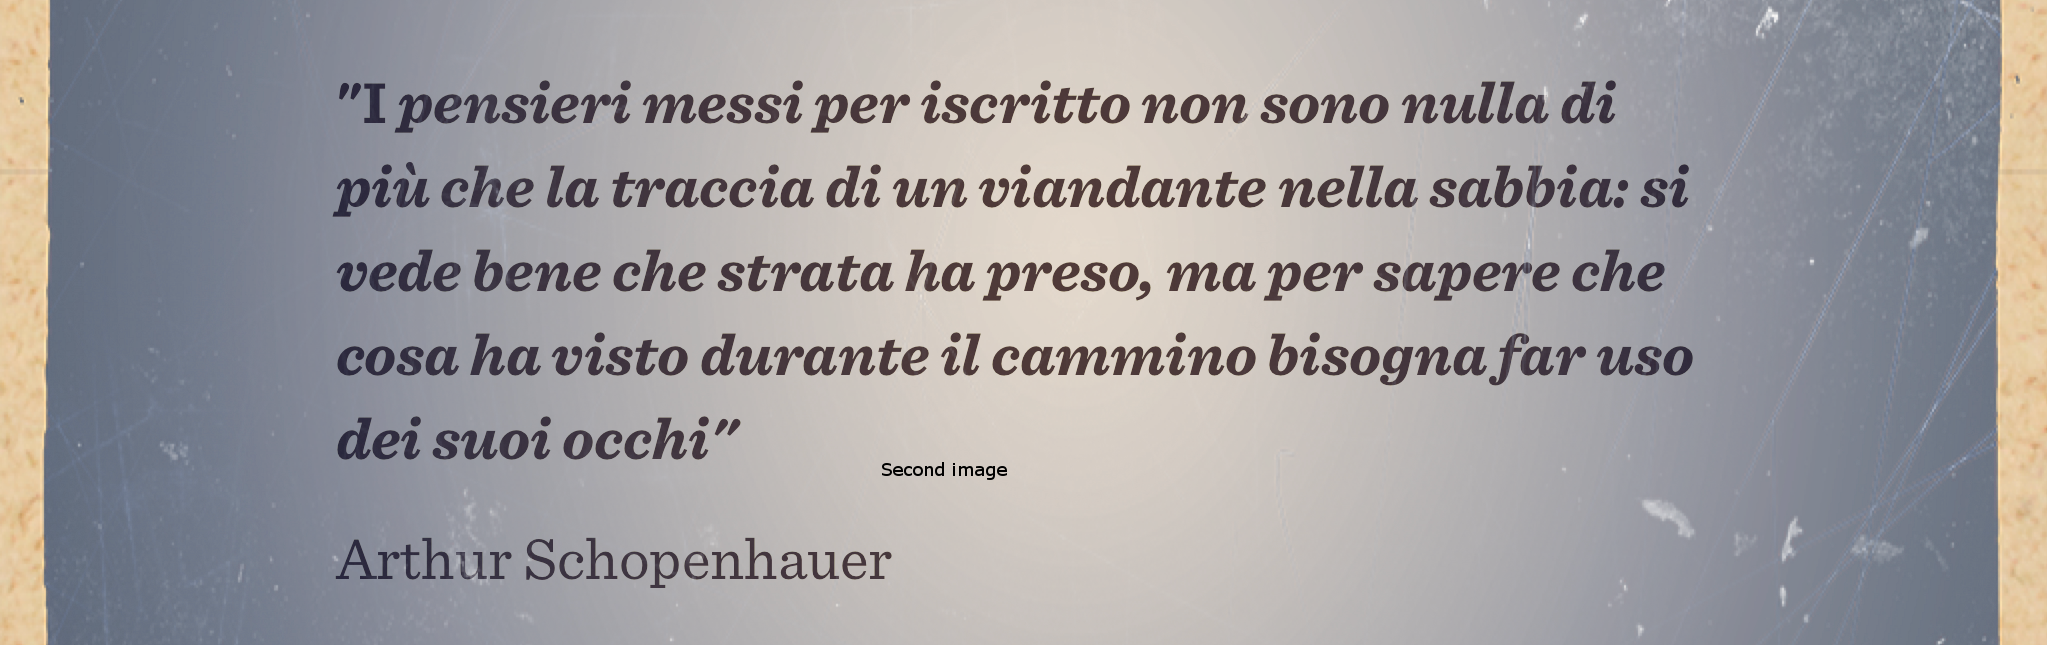 "I pensieri messi per iscritto non sono nulla di
più che la traccia di un viandante nella sabbia: si
vede bene che strata ha preso, ma per sapere che
cosa ha visto durante il cammino bisogna far uso
dei suoi occhi"
Second image
Arthur Schopenhauer